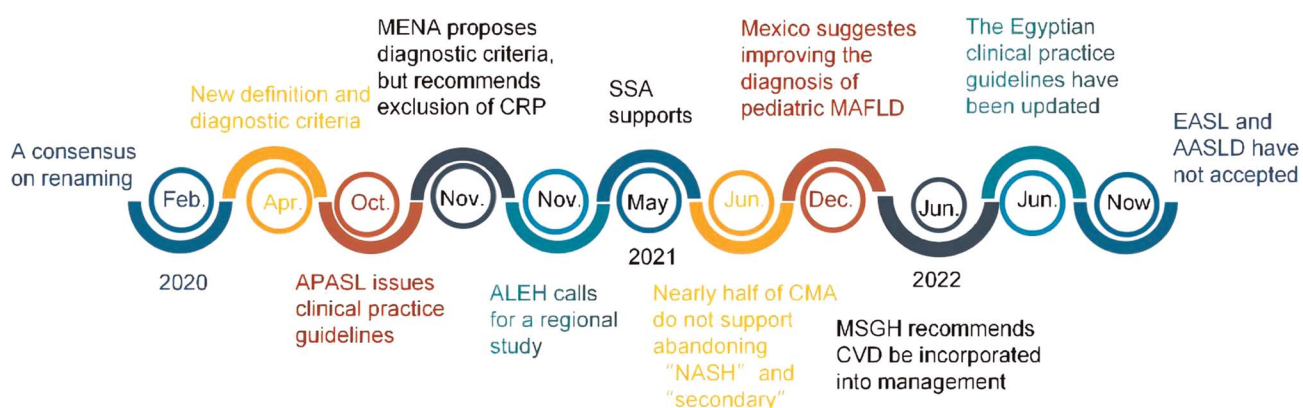 A consensus
on renaming
Feb.
2020
New definition and
diagnostic criteria
Apr.
Oct.
APASL issues
clinical practice
guidelines
MENA proposes
diagnostic criteria,
but recommends
exclusion of CRP
Nov.
Nov.
ALEH calls
for a regional
study
SSA
supports
May
2021
Jun.
Nearly half of CMA
do not support
abandoning
“NASH” and
“secondary”
Mexico suggestes
improving the
diagnosis of
pediatric MAFLD
Dec.
Jun.
2022
MSGH recommends
CVD be incorporated
into management
The Egyptian
clinical practice
guidelines have
been updated
Jun.
Now
EASL and
AASLD have
not accepted